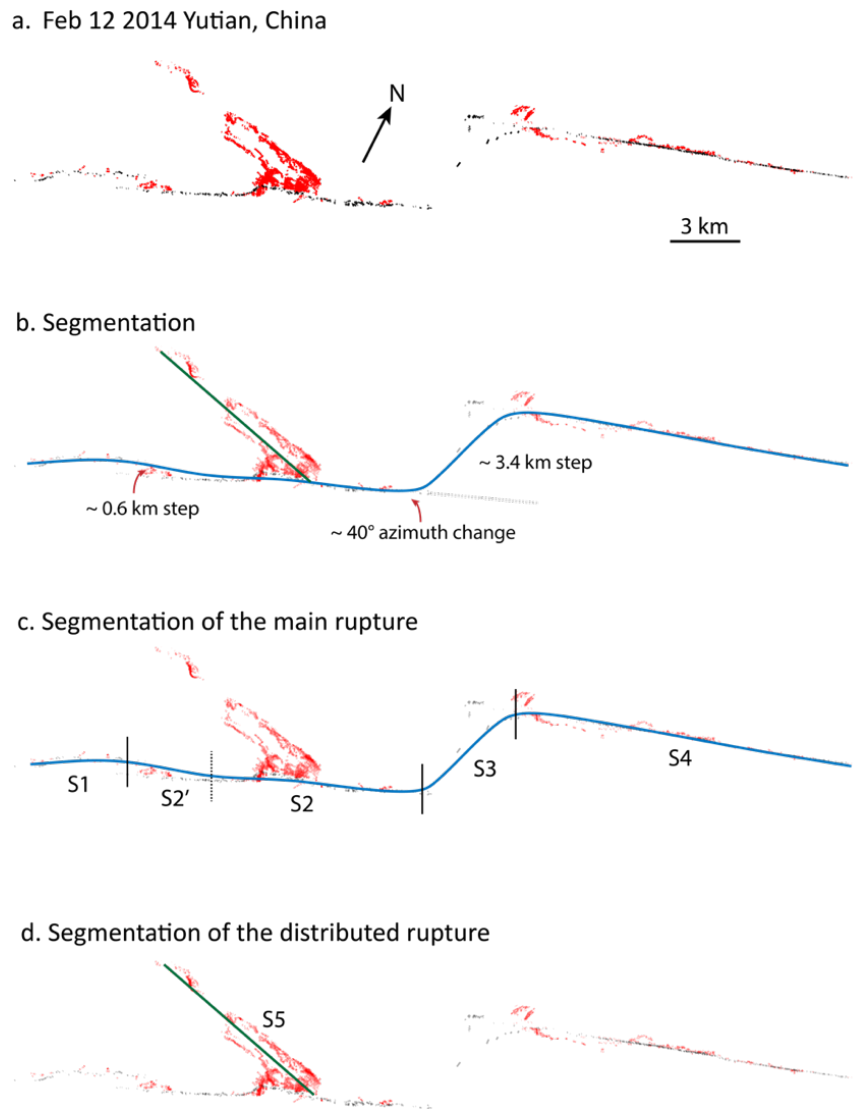 a. Feb 12 2014 Yutian, China
N
3 km
b. Segmentation
~ 3.4 km step
~ 0.6 km step
~ 40° azimuth change
c. Segmentation of the main rupture
S1
S2’
S2
S3
S4
d. Segmentation of the distributed rupture
S5